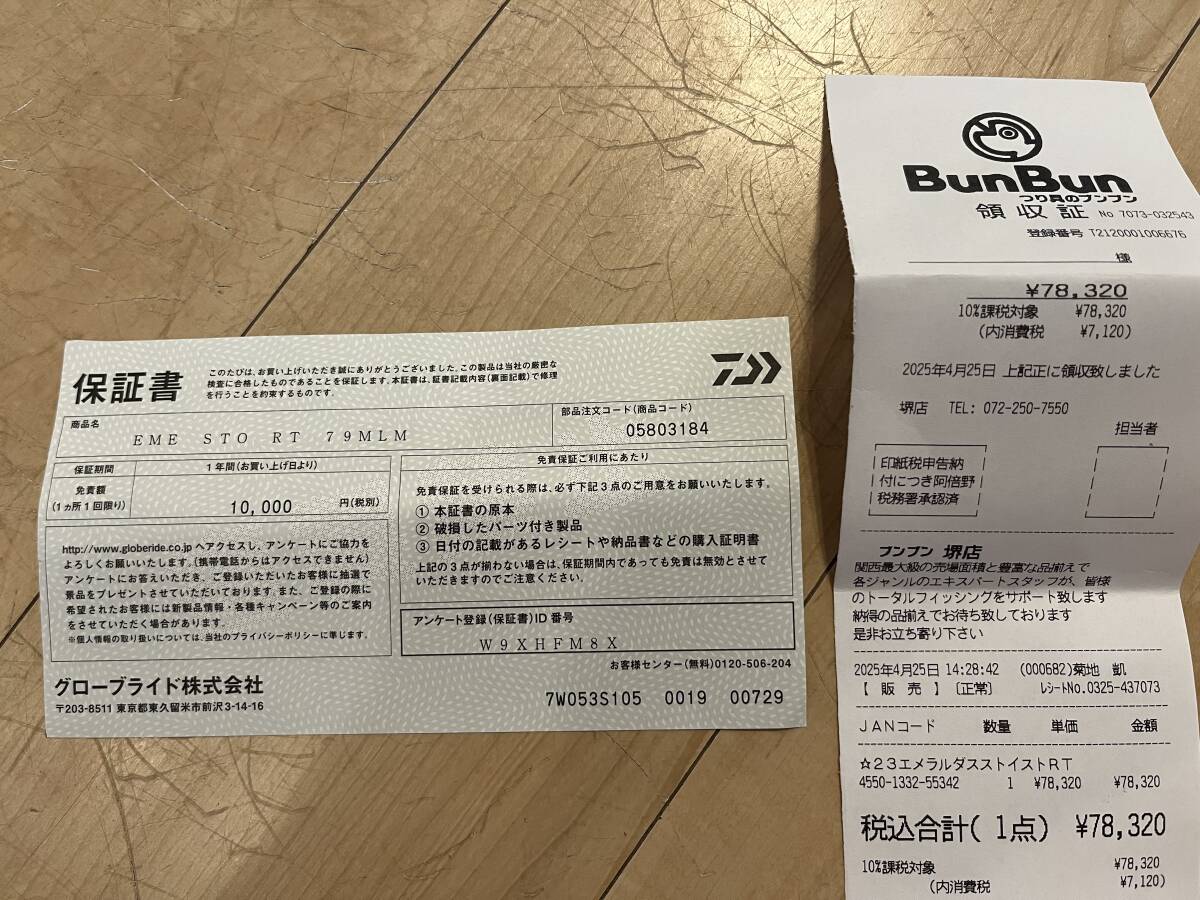 保証書
このたびは、お買い上げいただき誠にありがとうございました。この製品は当社の厳密な
検査に合格したものであることを保証します。本証書は、証書記載内容(裏面記載)で修理
を行うことを約束するものです。
商品名
EME STO RT 79MLM
部品注文コード(商品コード)
05803184
保証期間
1年間(お買い上げ日より)
免責額
(1ヵ所1回限り)
10,000 円(税別)
http://www.globeride.co.jp へアクセスし、アンケートにご協力を
よろしくお願いいたします。(携帯電話からはアクセスできません)
アンケートにお答えいただき、ご登録いただいたお客様に抽選で
景品をプレゼントさせていただいております。また、ご登録の際に
希望されたお客様には新製品情報・各種キャンペーン等のご案内
をさせていただく場合があります。
※個人情報の取り扱いについては、当社のプライバシーポリシーに準じます。
免責保証ご利用にあたり
免責保証を受けられる際は、必ず下記3点のご用意をお願いいたします。
① 本証書の原本
② 破損したパーツ付き製品
③ 日付の記載があるレシートや納品書などの購入証明書
上記の3点が揃わない場合は、保証期間内であっても免責は無効とさせて
いただきますのでご注意ください。
アンケート登録(保証書)ID番号
W9XHFM8X
お客様センター(無料)0120-506-204
グローブライド株式会社
〒203-8511 東京都東久留米市前沢3-14-16
7W053S105 0019 00729
BunBun
つり具のブンブン
領収証 No 7073-032543
登録番号 T2120001006676
様
¥78,320
10%課税対象 ¥78,320
(内消費税 ¥7,120)
2025年4月25日 上記正に領収致しました
堺店 TEL: 072-250-7550
担当者
印紙税申告納
付につき阿倍野
税務署承認済
ブンブン 堺店
関西最大級の売場面積と豊富な品揃えで
各ジャンルのエキスパートスタッフが、皆様
のトータルフィッシングをサポート致します
納得の品揃えでお待ち致しております
是非お立ち寄り下さい
2025年4月25日 14:28:42 (000682)菊地 凱
【 販 売 】 [正常] レシートNo.0325-437073
JANコード 数量 単価 金額
☆23エメラルダスストイストRT
4550-1332-55342 1 ¥78,320 ¥78,320
税込合計( 1点) ¥78,320
10%課税対象 ¥78,320
(内消費税 ¥7,120)